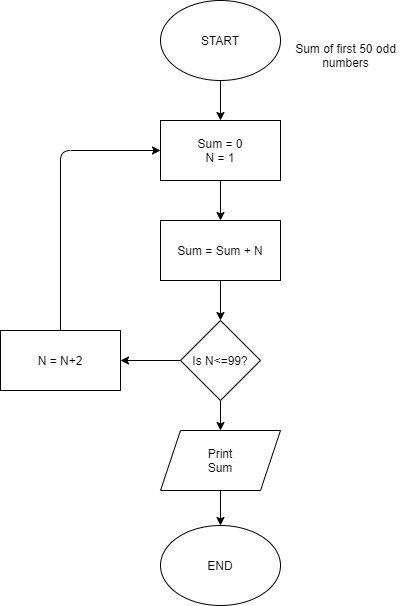 START
Sum of first 50 odd
numbers
Sum = 0
N = 1
Sum = Sum + N
Is N<=99?
N = N+2
Print
Sum
END